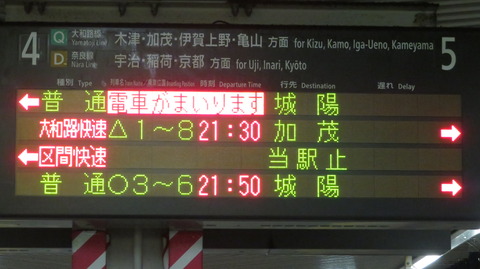 4 Q 大和路線 Yamatoji Line 木津・加茂・伊賀上野・亀山 方面 for Kizu, Kamo, Iga-Ueno, Kameyama 5
D 奈良線 Nara Line 宇治・稲荷・京都 方面 for Uji, Inari, Kyōto
種別 Type 時刻 Departure Time 行先 Destination 遅れ Delay
← 普通 電車がまいります 城陽
大和路快速 △1~8 21:30 加茂 →
← 区間快速 当駅止
普通 ○3~6 21:50 城陽 →